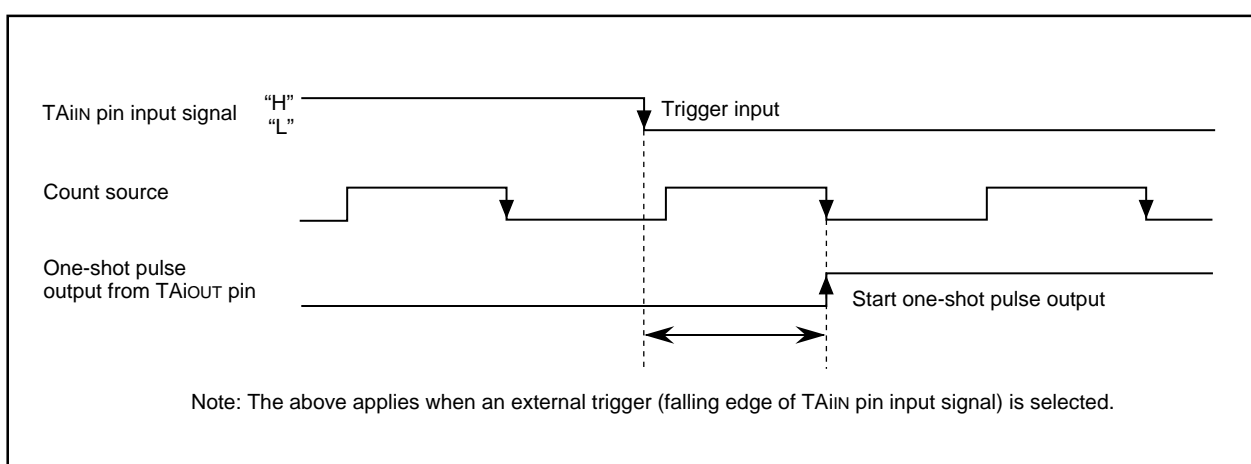 TAiIN pin input signal
“H”
“L”
Trigger input
Count source
One-shot pulse
output from TAiOUT pin
Start one-shot pulse output
Note: The above applies when an external trigger (falling edge of TAiIN pin input signal) is selected.